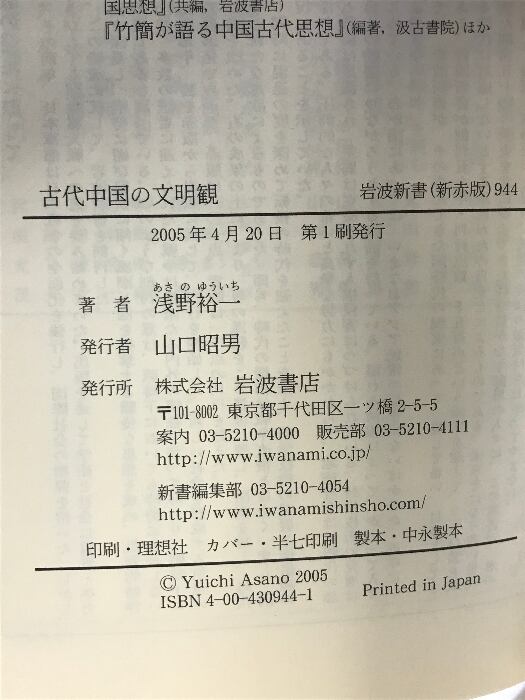 国思想』(共編，岩波書店)
『竹簡が語る中国古代思想』(編著，汲古書院)ほか
古代中国の文明観
岩波新書(新赤版)944
2005年4月20日 第1刷発行
あさ の ゆういち
著 者 浅野裕一
発行者 山口昭男
発行所 株式会社 岩波書店
〒101-8002 東京都千代田区一ツ橋2-5-5
案内 03-5210-4000 販売部 03-5210-4111
http://www.iwanami.co.jp/
新書編集部 03-5210-4054
http://www.iwanamishinsho.com/
印刷・理想社 カバー・半七印刷 製本・中永製本
© Yuichi Asano 2005
ISBN 4-00-430944-1
Printed in Japan